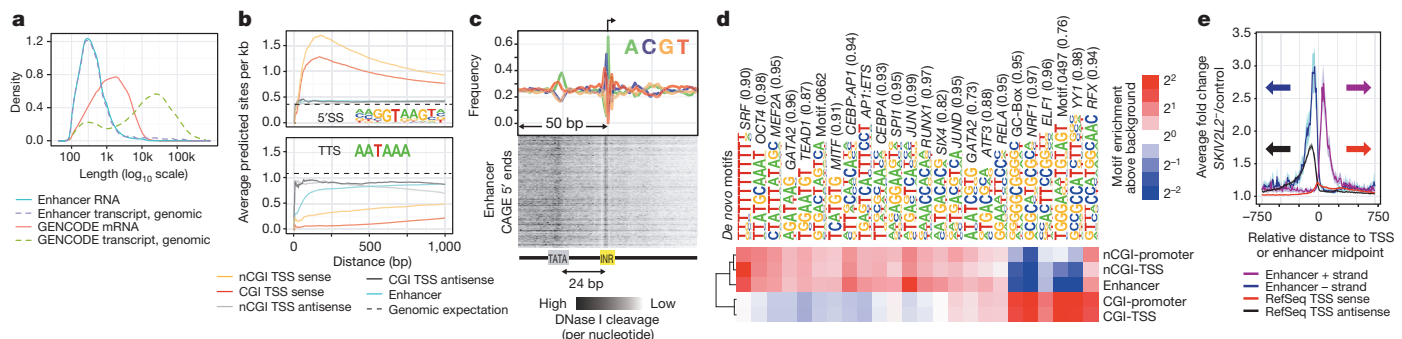 a
Density
1.2
0.8
0.4
0.0
100
1k
10k
100k
Length (log10 scale)
Enhancer RNA
Enhancer transcript, genomic
GENCODE mRNA
GENCODE transcript, genomic
b
Average predicted sites per kb
1.5
1.0
0.5
0.0
5′SS
TTS
AATAAA
1.5
1.0
0.5
0.0
0
500
1,000
Distance (bp)
nCGI TSS sense
CGI TSS sense
nCGI TSS antisense
CGI TSS antisense
Enhancer
Genomic expectation
c
Frequency
0.6
0.4
0.2
0
A C G T
50 bp
Enhancer
CAGE 5′ ends
TATA
INR
24 bp
High
Low
DNase I cleavage
(per nucleotide)
d
De novo motifs
SRF (0.90)
OCT4 (0.98)
MEF2A (0.95)
GATA2 (0.96)
TEAD1 (0.87)
Motif.0662
MITF (0.91)
CEBP:AP1 (0.94)
AP1:ETS
CEBPA (0.93)
SPI1 (0.95)
JUN (0.99)
RUNX1 (0.97)
SIX4 (0.82)
JUND (0.95)
GATA2 (0.73)
ATF3 (0.88)
RELA (0.95)
GC-Box (0.95)
NRF1 (0.97)
ELF1 (0.96)
Motif.0497 (0.76)
YY1 (0.98)
RFX (0.94)
Motif enrichment
above background
2²
2¹
2⁰
2⁻¹
2⁻²
nCGI-promoter
nCGI-TSS
Enhancer
CGI-promoter
CGI-TSS
e
Average fold change
SKIV2L2⁻/control
3.5
3.0
2.5
2.0
1.5
1.0
−750
0
750
Relative distance to TSS
or enhancer midpoint
Enhancer + strand
Enhancer − strand
RefSeq TSS sense
RefSeq TSS antisense